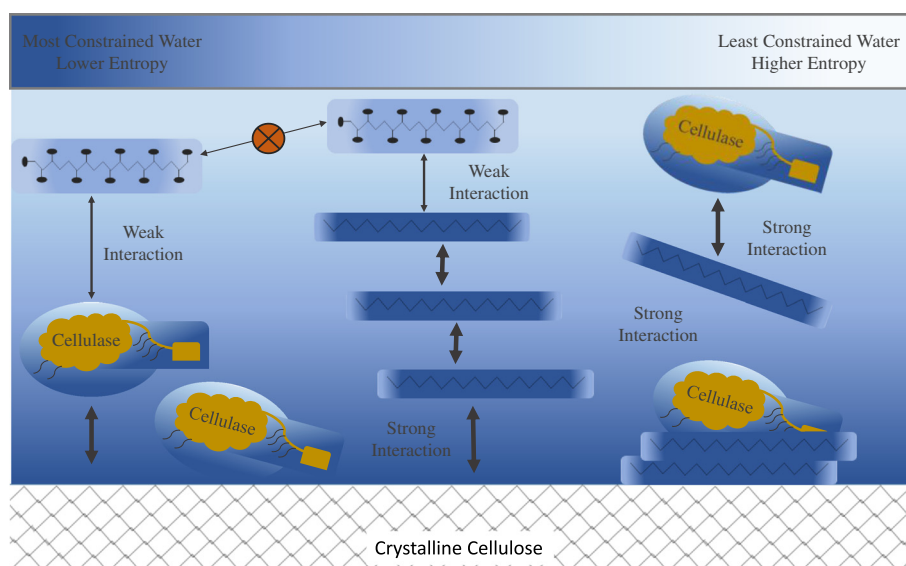 Most Constrained Water
Lower Entropy
Least Constrained Water
Higher Entropy
Cellulase
Weak
Interaction
Weak
Interaction
Strong
Interaction
Strong
Interaction
Cellulase
Cellulase
Cellulase
Strong
Interaction
Crystalline Cellulose